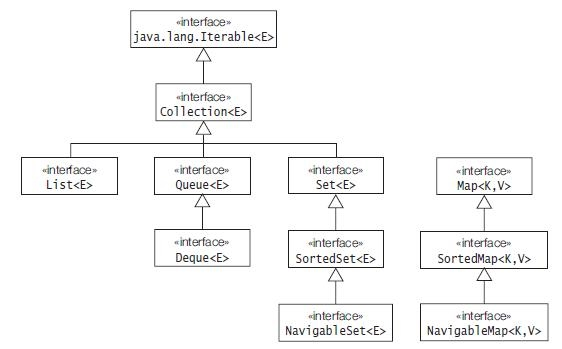 «interface»
java.lang.Iterable<E>
«interface»
Collection<E>
«interface»
List<E>
«interface»
Queue<E>
«interface»
Set<E>
«interface»
Map<K,V>
«interface»
Deque<E>
«interface»
SortedSet<E>
«interface»
SortedMap<K,V>
«interface»
NavigableSet<E>
«interface»
NavigableMap<K,V>